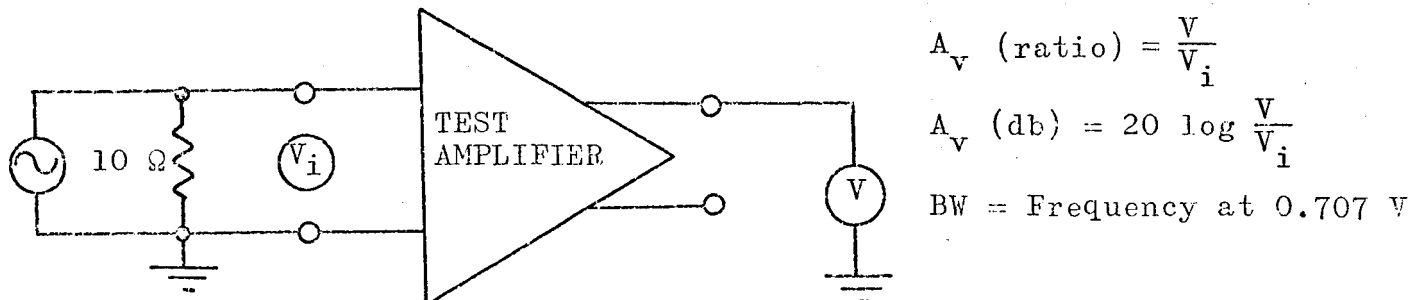 10 Ω
V_i
TEST
AMPLIFIER
V
A_v (ratio) = V/V_i
A_v (db) = 20 log V/V_i
BW = Frequency at 0.707 V